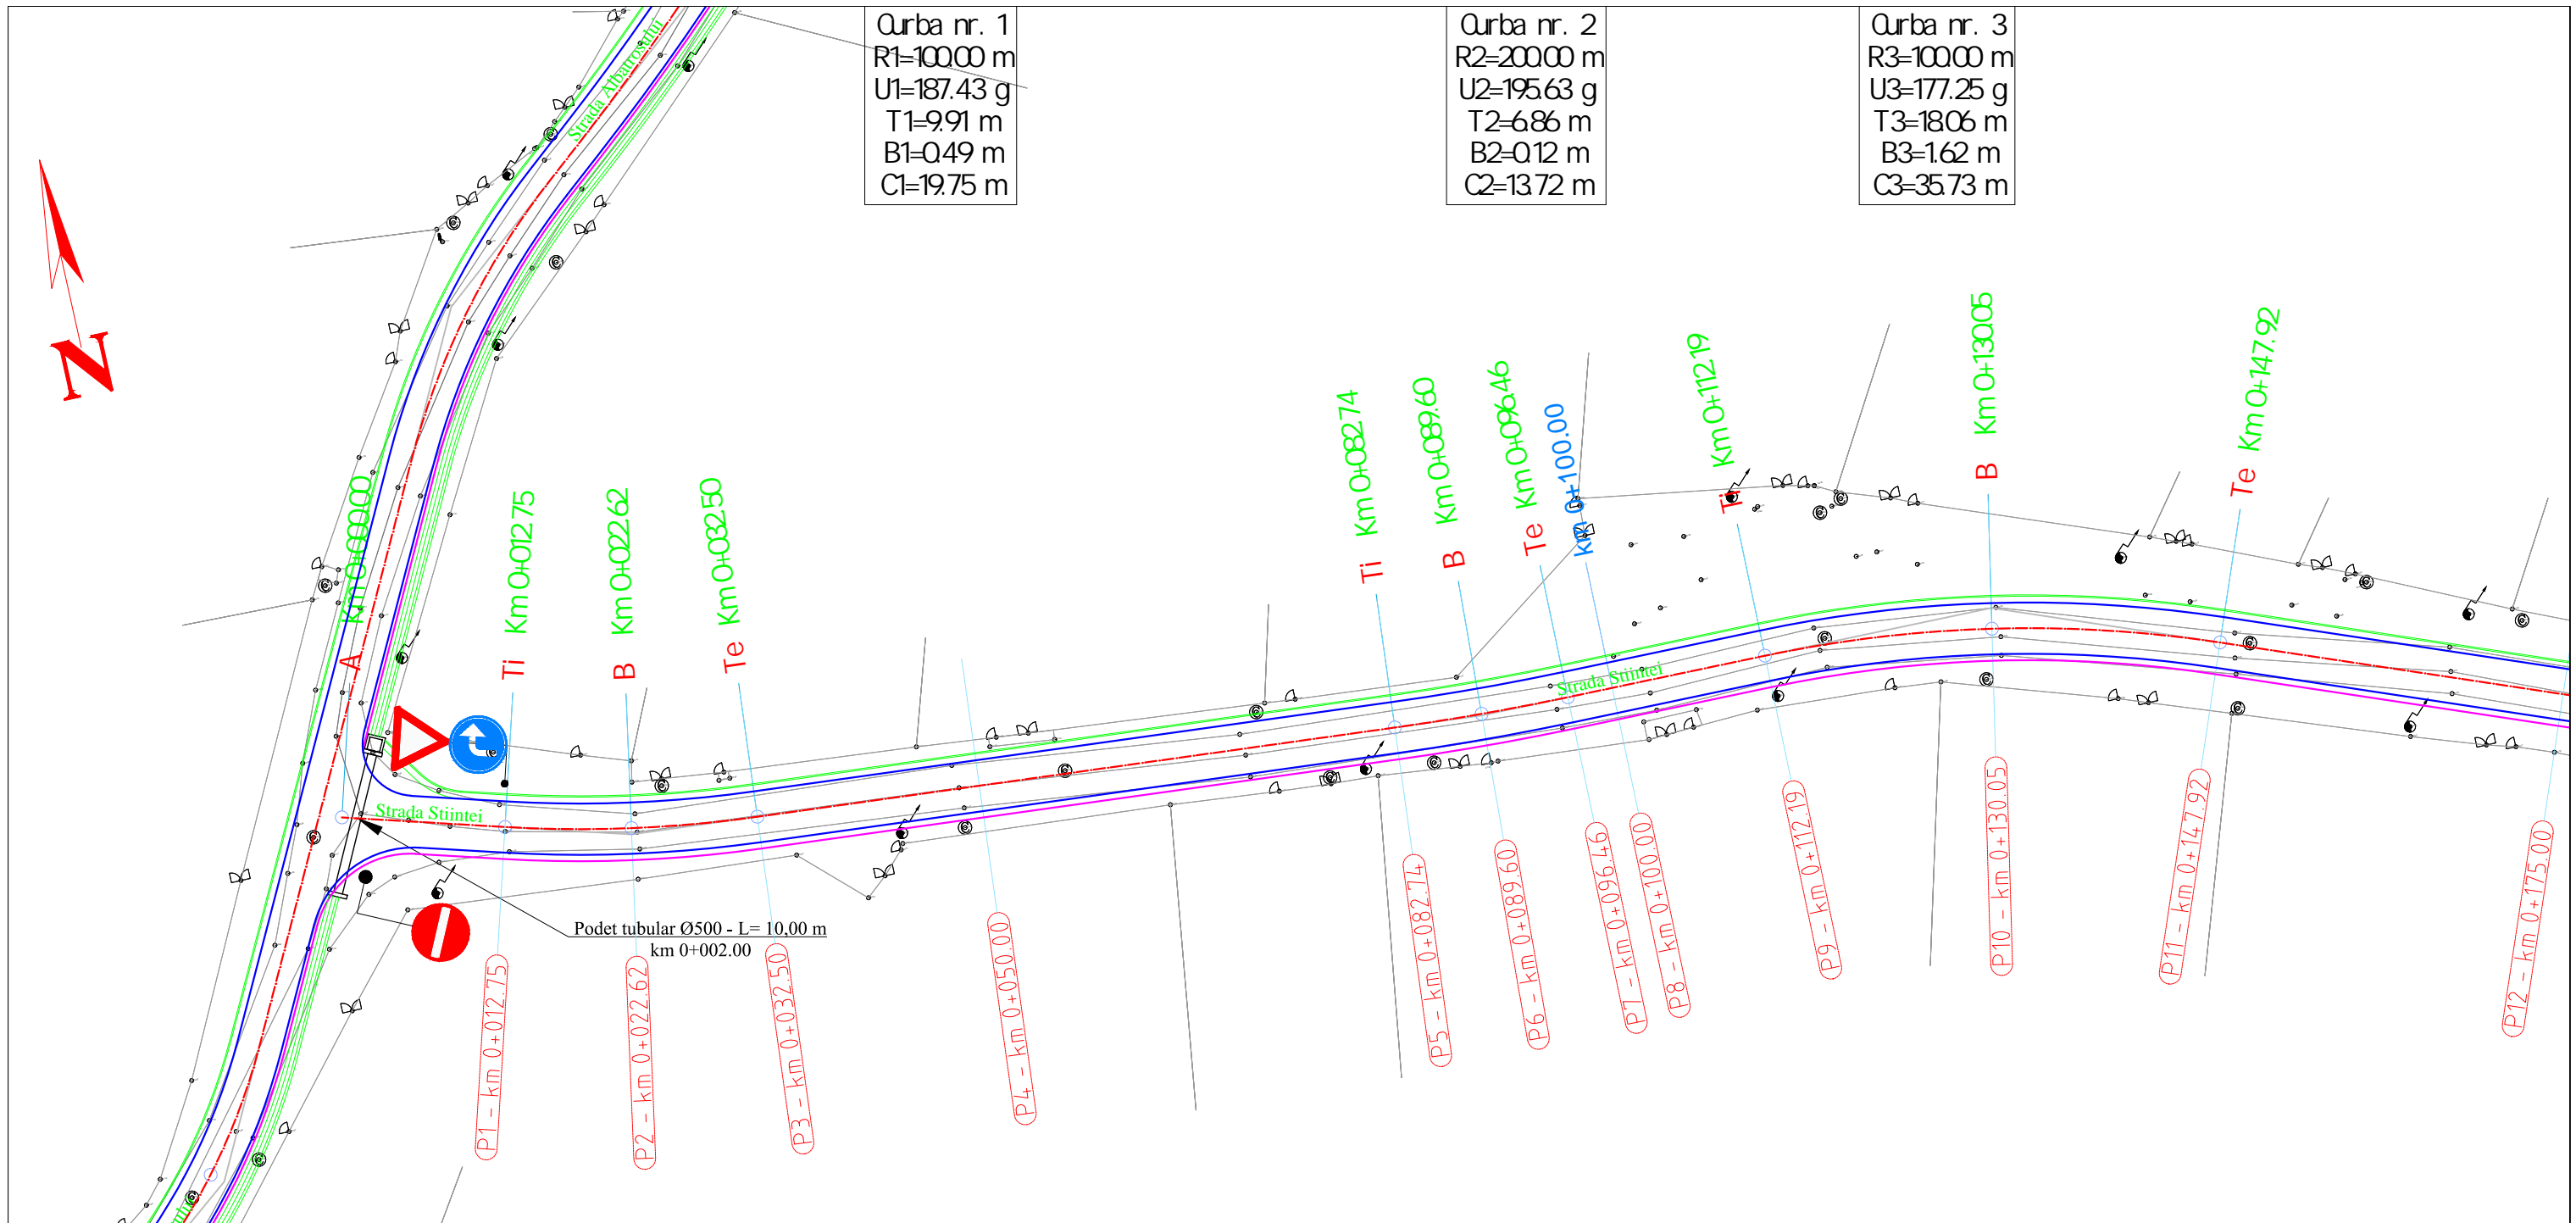 Curba nr. 1
R1=100.00 m
U1=187.43 g
T1=9.91 m
B1=0.49 m
C1=19.75 m
Curba nr. 2
R2=200.00 m
U2=195.63 g
T2=6.86 m
B2=0.12 m
C2=13.72 m
Curba nr. 3
R3=100.00 m
U3=177.25 g
T3=18.06 m
B3=1.62 m
C3=35.73 m
Strada Albatrosului
N
A Km 0+000.00
Ti Km 0+012.75
B Km 0+022.62
Te Km 0+032.50
Ti Km 0+082.74
B Km 0+089.60
Te Km 0+096.46
km 0+100.00
Ti Km 0+112.19
B Km 0+130.05
Te Km 0+147.92
Strada Stiintei
Strada Stiintei
Podet tubular Ø500 - L= 10,00 m
km 0+002.00
P1 - km 0+012.75
P2 - km 0+022.62
P3 - km 0+032.50
P4 - km 0+050.00
P5 - km 0+082.74
P6 - km 0+089.60
P7 - km 0+096.46
P8 - km 0+100.00
P9 - km 0+112.19
P10 - km 0+130.05
P11 - km 0+147.92
P12 - km 0+175.00